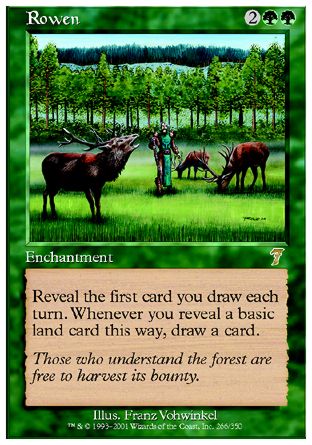 Rowen 2
Enchantment 7
Reveal the first card you draw each
turn. Whenever you reveal a basic
land card this way, draw a card.
Those who understand the forest are
free to harvest its bounty.
Illus. Franz Vohwinkel
™ & © 1993–2001 Wizards of the Coast, Inc. 266/350